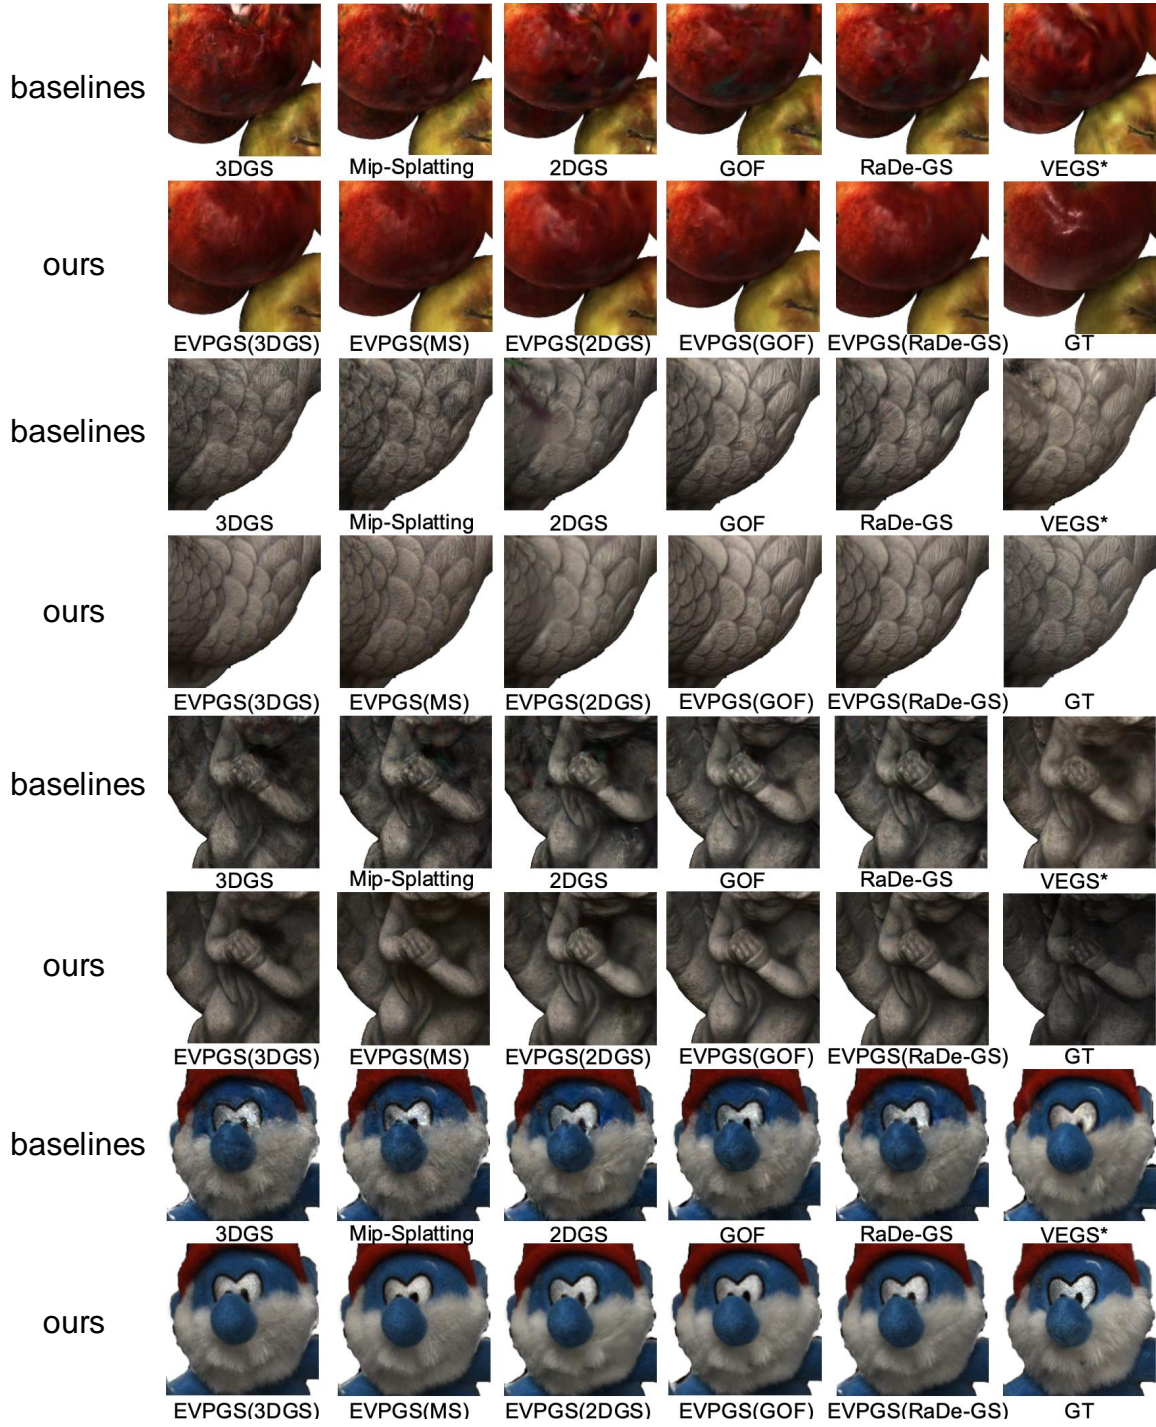 baselines
3DGS Mip-Splatting 2DGS GOF RaDe-GS VEGS*
ours
EVPGS(3DGS) EVPGS(MS) EVPGS(2DGS) EVPGS(GOF) EVPGS(RaDe-GS) GT
baselines
3DGS Mip-Splatting 2DGS GOF RaDe-GS VEGS*
ours
EVPGS(3DGS) EVPGS(MS) EVPGS(2DGS) EVPGS(GOF) EVPGS(RaDe-GS) GT
baselines
3DGS Mip-Splatting 2DGS GOF RaDe-GS VEGS*
ours
EVPGS(3DGS) EVPGS(MS) EVPGS(2DGS) EVPGS(GOF) EVPGS(RaDe-GS) GT
baselines
3DGS Mip-Splatting 2DGS GOF RaDe-GS VEGS*
ours
EVPGS(3DGS) EVPGS(MS) EVPGS(2DGS) EVPGS(GOF) EVPGS(RaDe-GS) GT